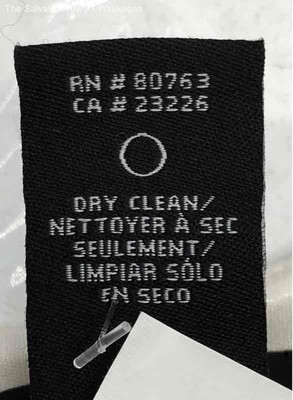 RN # 80763
CA # 23226
DRY CLEAN/
NETTOYER À SEC
SEULEMENT/
LIMPIAR SÓLO
EN SECO